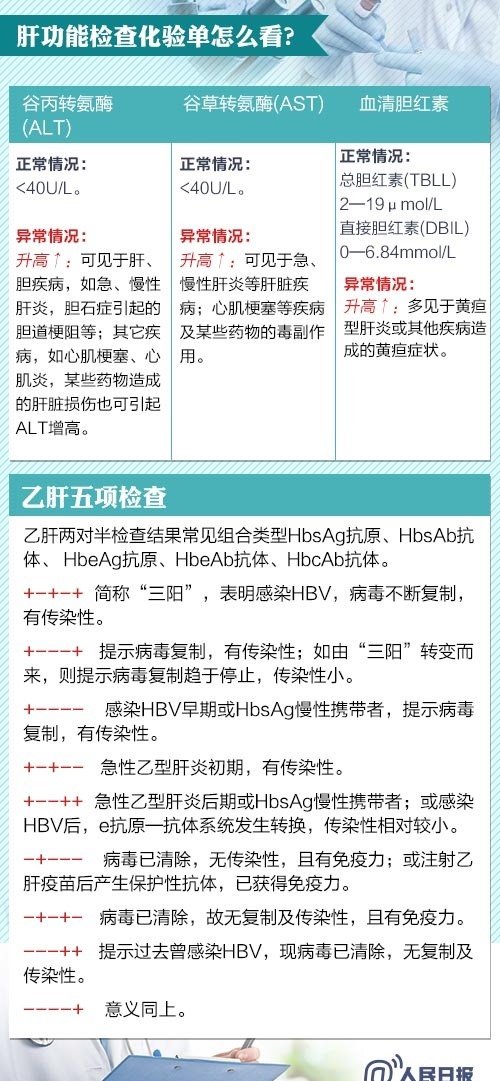 肝功能检查化验单怎么看?
谷丙转氨酶
(ALT)
正常情况：
<40U/L。
异常情况：
升高↑：可见于肝、
胆疾病，如急、慢性
肝炎，胆石症引起的
胆道梗阻等；其它疾
病，如心肌梗塞、心
肌炎，某些药物造成
的肝脏损伤也可引起
ALT增高。
谷草转氨酶(AST)
正常情况：
<40U/L。
异常情况：
升高↑：可见于急、
慢性肝炎等肝脏疾
病；心肌梗塞等疾病
及某些药物的毒副作
用。
血清胆红素
正常情况：
总胆红素(TBLL)
2—19μmol/L
直接胆红素(DBIL)
0—6.84mmol/L
异常情况：
升高↑：多见于黄疸
型肝炎或其他疾病造
成的黄疸症状。
乙肝五项检查
乙肝两对半检查结果常见组合类型HbsAg抗原、HbsAb抗
体、HbeAg抗原、HbeAb抗体、HbcAb抗体。
+−+−+ 简称“三阳”，表明感染HBV，病毒不断复制，
有传染性。
+−−−+ 提示病毒复制，有传染性；如由“三阳”转变而
来，则提示病毒复制趋于停止，传染性小。
+−−−− 感染HBV早期或HbsAg慢性携带者，提示病毒
复制，有传染性。
+−+−− 急性乙型肝炎初期，有传染性。
+−−++ 急性乙型肝炎后期或HbsAg慢性携带者；或感染
HBV后，e抗原—抗体系统发生转换，传染性相对较小。
−+−−− 病毒已清除，无传染性，且有免疫力；或注射乙
肝疫苗后产生保护性抗体，已获得免疫力。
−+−+− 病毒已清除，故无复制及传染性，且有免疫力。
−−−++ 提示过去曾感染HBV，现病毒已清除，无复制及
传染性。
−−−−+ 意义同上。
@人民日报